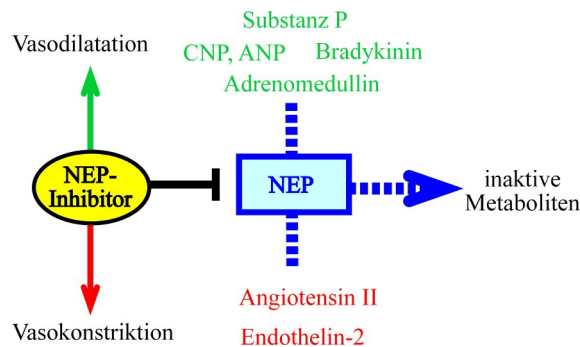 Substanz P
Vasodilatation
CNP, ANP Bradykinin
Adrenomedullin
NEP-
Inhibitor
NEP
inaktive
Metaboliten
Angiotensin II
Vasokonstriktion
Endothelin-2